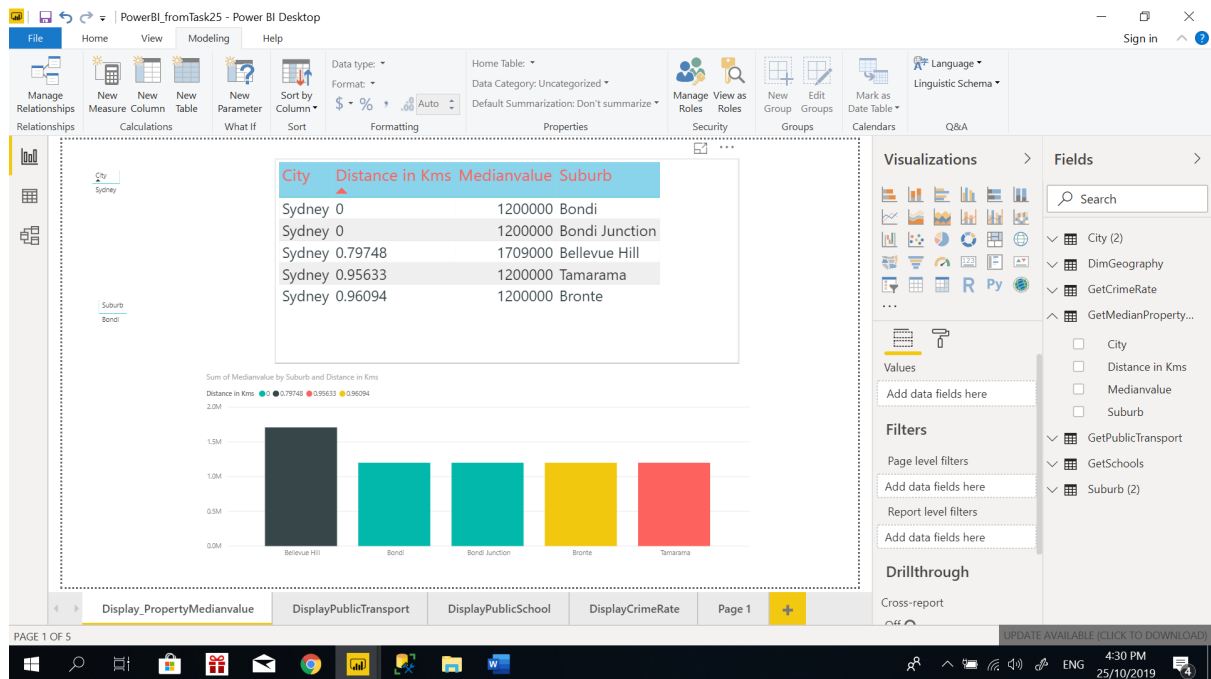 PowerBI_fromTask25 - Power BI Desktop
File Home View Modeling Help Sign in
Manage Relationships
New Measure
New Column
New Table
New Parameter
Sort by Column
Data type:
Format:
$ % , .00 Auto
Home Table:
Data Category: Uncategorized
Default Summarization: Don't summarize
Manage Roles
View as Roles
New Group
Edit Groups
Mark as Date Table
Language
Linguistic Schema
Relationships Calculations What If Sort Formatting Properties Security Groups Calendars Q&A
City
Sydney
Suburb
Bondi
City Distance in Kms Medianvalue Suburb
Sydney 0 1200000 Bondi
Sydney 0 1200000 Bondi Junction
Sydney 0.79748 1709000 Bellevue Hill
Sydney 0.95633 1200000 Tamarama
Sydney 0.96094 1200000 Bronte
Sum of Medianvalue by Suburb and Distance in Kms
Distance in Kms 0 0.79748 0.95633 0.96094
2.0M
1.5M
1.0M
0.5M
0.0M
Bellevue Hill Bondi Bondi Junction Bronte Tamarama
Visualizations
R Py
...
Values
Add data fields here
Filters
Page level filters
Add data fields here
Report level filters
Add data fields here
Drillthrough
Cross-report
Off
Fields
Search
City (2)
DimGeography
GetCrimeRate
GetMedianProperty...
City
Distance in Kms
Medianvalue
Suburb
GetPublicTransport
GetSchools
Suburb (2)
Display_PropertyMedianvalue DisplayPublicTransport DisplayPublicSchool DisplayCrimeRate Page 1 +
PAGE 1 OF 5
UPDATE AVAILABLE (CLICK TO DOWNLOAD)
ENG
4:30 PM
25/10/2019
4